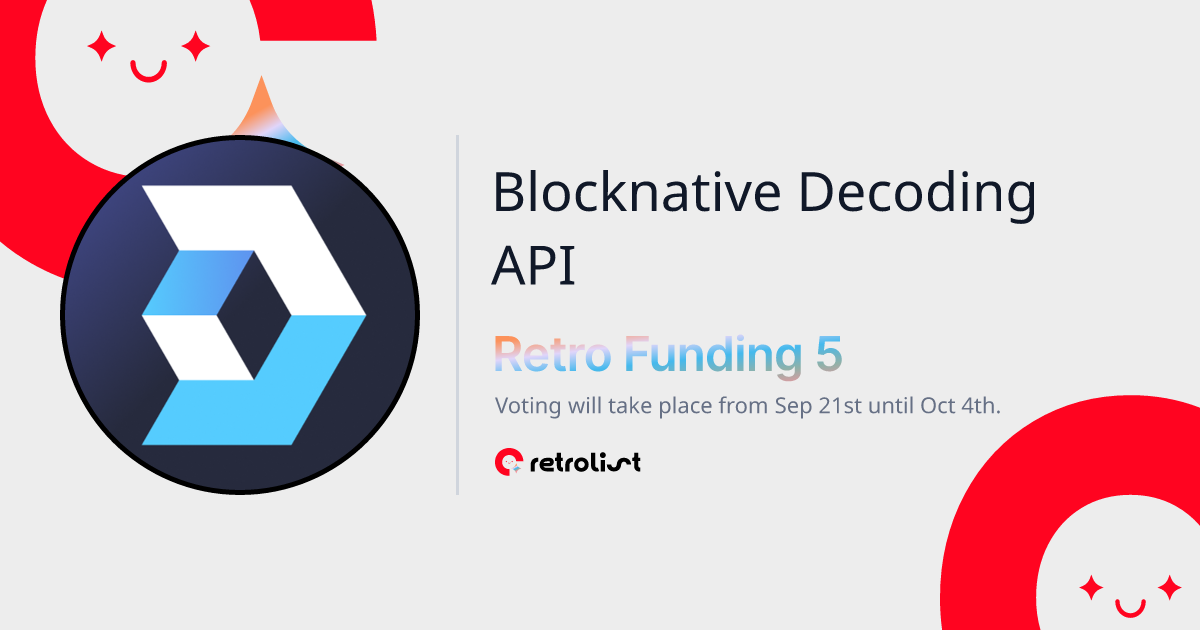 Blocknative Decoding
API
Retro Funding 5
Voting will take place from Sep 21st until Oct 4th.
retrolist